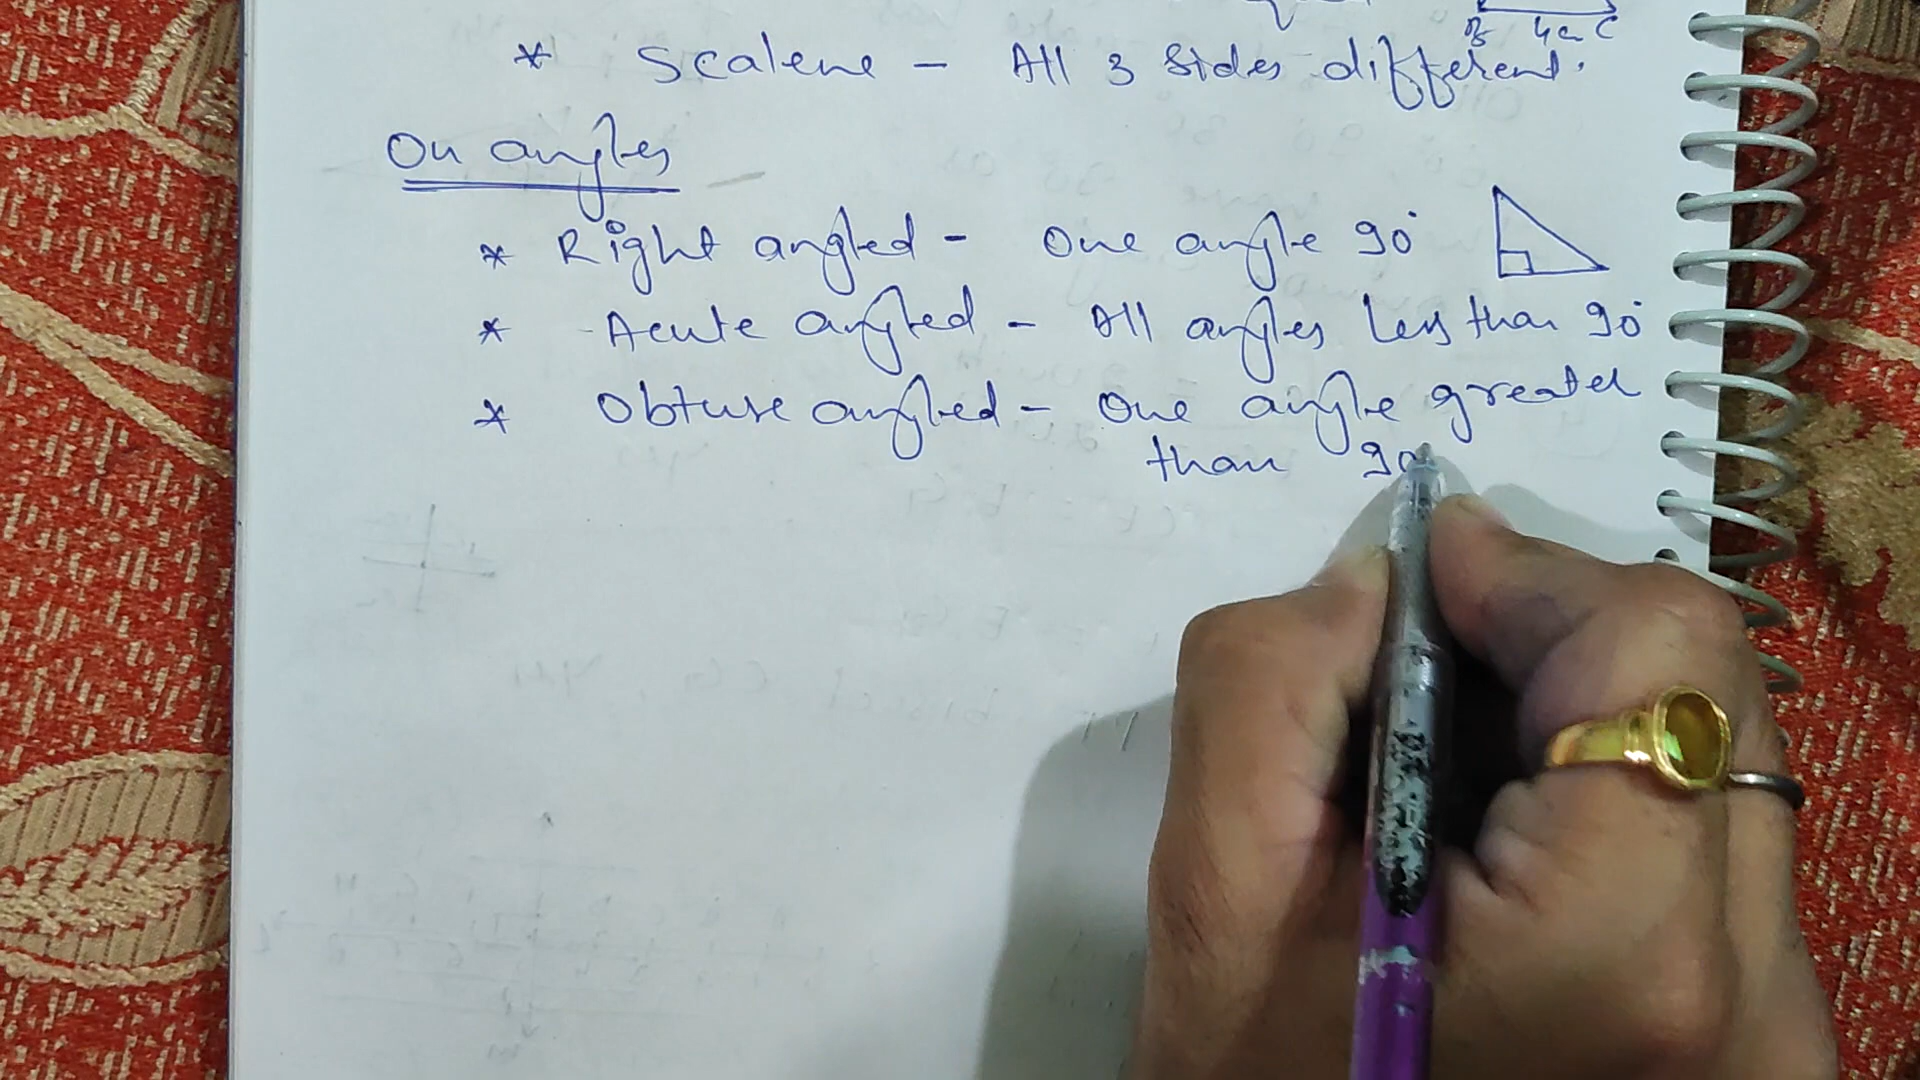 B 4cm C
* Scalene - All 3 sides different.
On angles
* Right angled - One angle 90°
* Acute angled - All angles less than 90°
* Obtuse angled - One angle greater
than 90